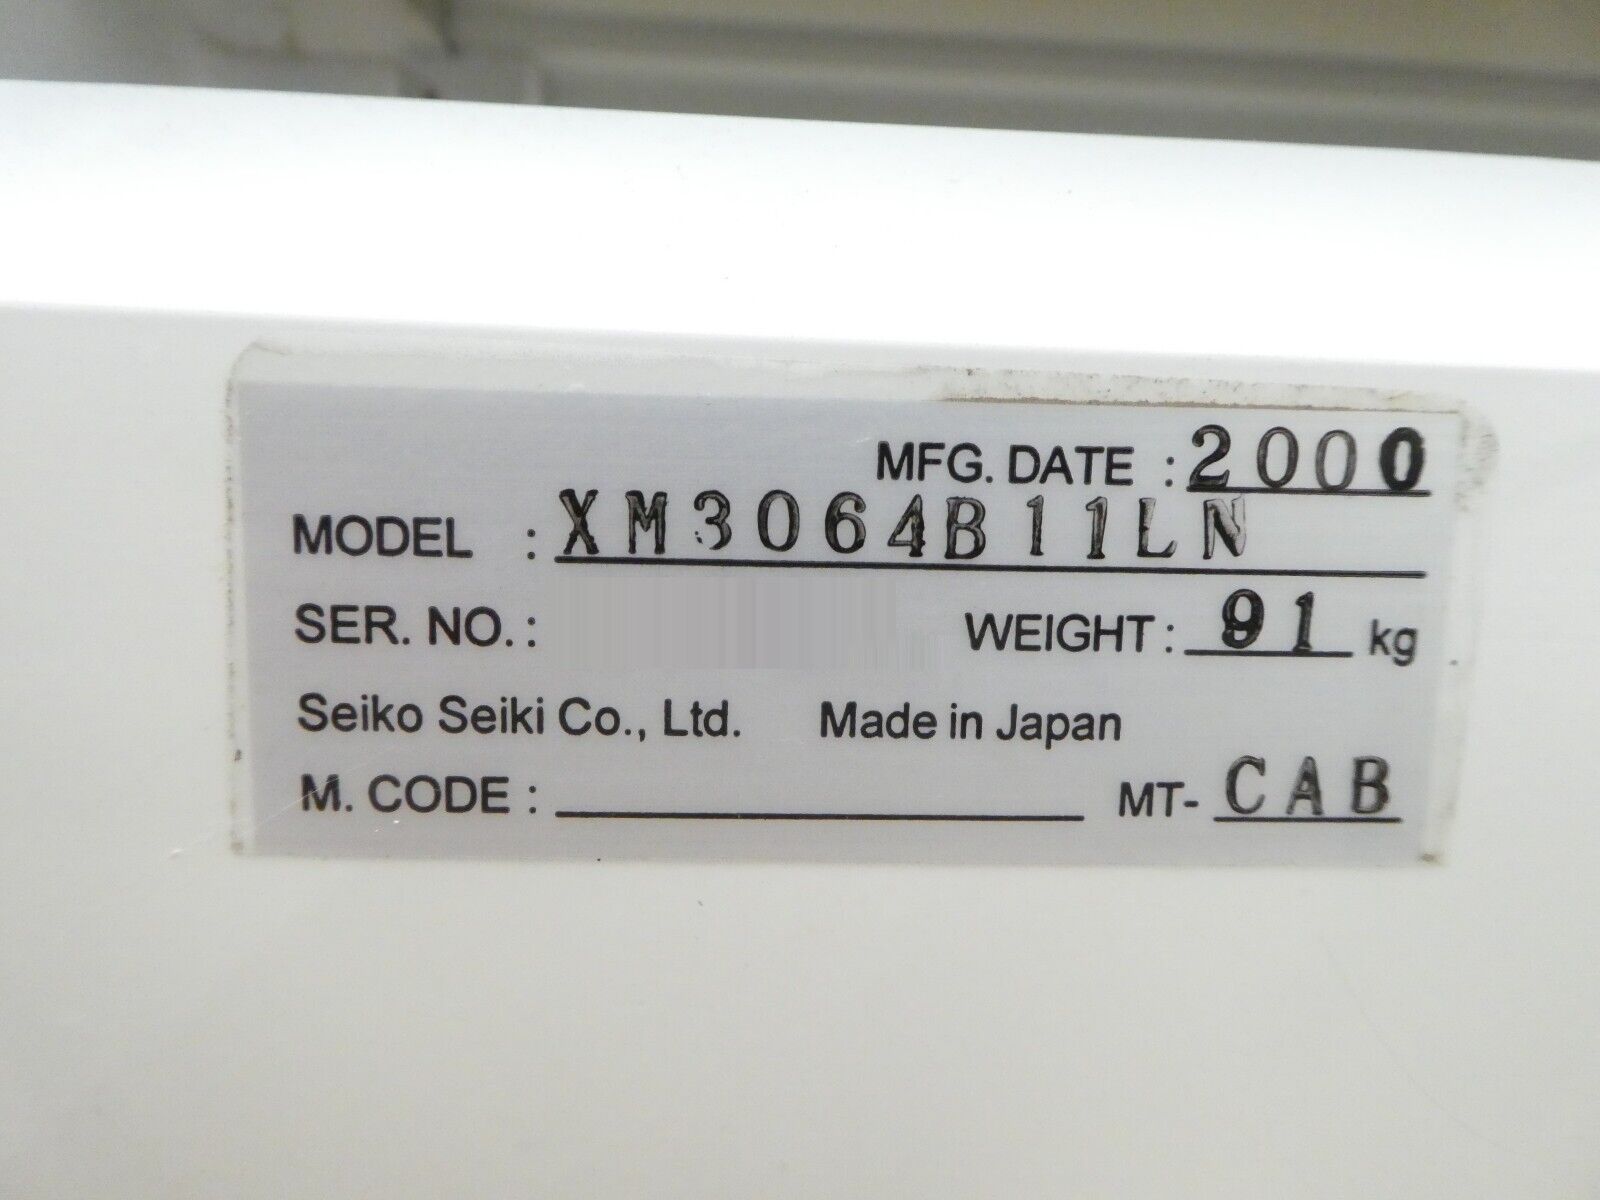 MFG. DATE : 2000
MODEL : XM3064B11LN
SER. NO. : WEIGHT : 91 kg
Seiko Seiki Co., Ltd. Made in Japan
M. CODE : MT- CAB